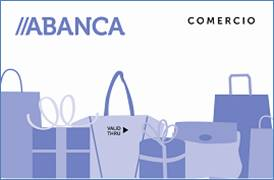 //ABANCA
COMERCIO
VALID
THRU